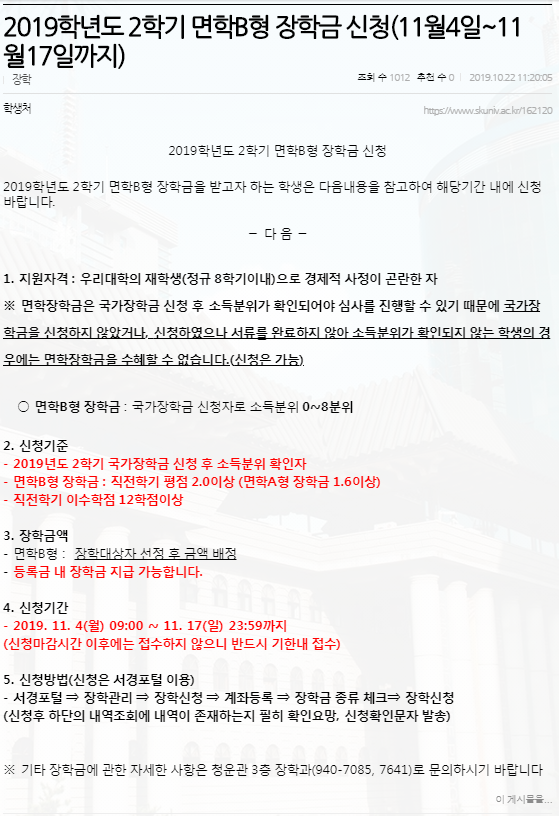 2019학년도 2학기 면학B형 장학금 신청(11월4일~11
월17일까지)
장학
조회 수 1012 추천 수 0 2019.10.22 11:20:05
학생처
https://www.skuniv.ac.kr/162120
2019학년도 2학기 면학B형 장학금 신청
2019학년도 2학기 면학B형 장학금을 받고자 하는 학생은 다음내용을 참고하여 해당기간 내에 신청
바랍니다.
- 다 음 -
1. 지원자격 : 우리대학의 재학생(정규 8학기이내)으로 경제적 사정이 곤란한 자
※ 면학장학금은 국가장학금 신청 후 소득분위가 확인되어야 심사를 진행할 수 있기 때문에 국가장
학금을 신청하지 않았거나, 신청하였으나 서류를 완료하지 않아 소득분위가 확인되지 않는 학생의 경
우에는 면학장학금을 수혜할 수 없습니다.(신청은 가능)
○ 면학B형 장학금 : 국가장학금 신청자로 소득분위 0~8분위
2. 신청기준
- 2019년도 2학기 국가장학금 신청 후 소득분위 확인자
- 면학B형 장학금 : 직전학기 평점 2.0이상 (면학A형 장학금 1.6이상)
- 직전학기 이수학점 12학점이상
3. 장학금액
- 면학B형 : 장학대상자 선정 후 금액 배정
- 등록금 내 장학금 지급 가능합니다.
4. 신청기간
- 2019. 11. 4(월) 09:00 ~ 11. 17(일) 23:59까지
(신청마감시간 이후에는 접수하지 않으니 반드시 기한내 접수)
5. 신청방법(신청은 서경포털 이용)
- 서경포털 ⇒ 장학관리 ⇒ 장학신청 ⇒ 계좌등록 ⇒ 장학금 종류 체크⇒ 장학신청
(신청후 하단의 내역조회에 내역이 존재하는지 필히 확인요망, 신청확인문자 발송)
※ 기타 장학금에 관한 자세한 사항은 청운관 3층 장학과(940-7085, 7641)로 문의하시기 바랍니다
이 게시물을...